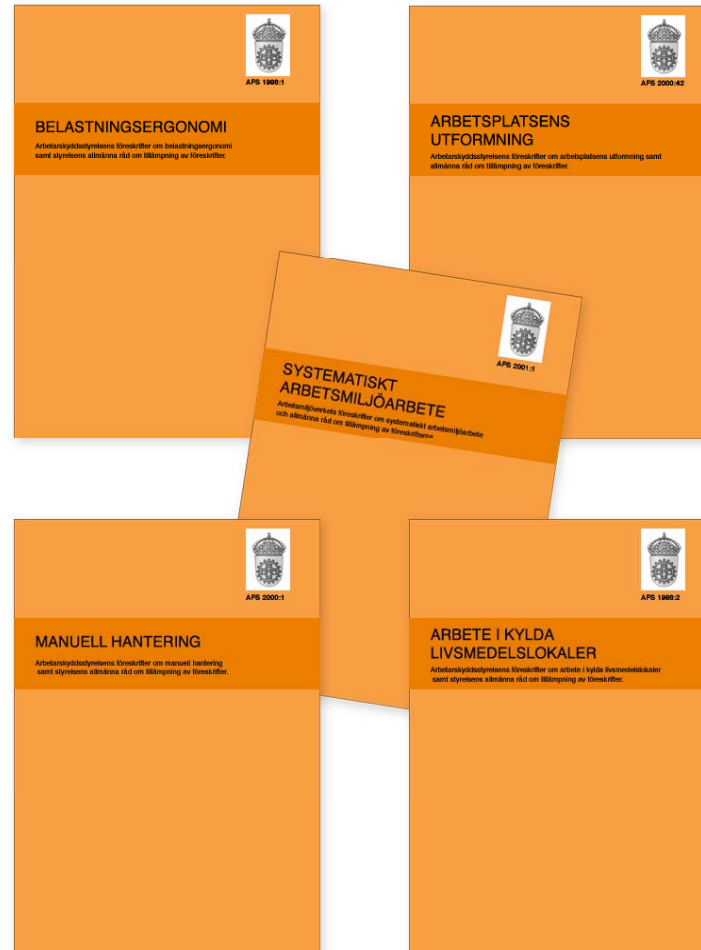 AFS 1998:1
BELASTNINGSERGONOMI
Arbetarskyddsstyrelsens föreskrifter om belastningsergonomi
samt styrelsens allmänna råd om tillämpning av föreskrifter.
AFS 2000:42
ARBETSPLATSENS
UTFORMNING
Arbetarskyddsstyrelsens föreskrifter om arbetsplatsens utformning samt
allmänna råd om tillämpning av föreskrifter.
AFS 2001:1
SYSTEMATISKT
ARBETSMILJÖARBETE
Arbetsmiljöverkets föreskrifter om systematiskt arbetsmiljöarbete
och allmänna råd om tillämpning av föreskrifterna
AFS 2000:1
MANUELL HANTERING
Arbetarskyddsstyrelsens föreskrifter om manuell hantering
samt styrelsens allmänna råd om tillämpning av föreskrifter.
AFS 1998:2
ARBETE I KYLDA
LIVSMEDELSLOKALER
Arbetarskyddsstyrelsens föreskrifter om arbete i kylda livsmedelslokaler
samt styrelsens allmänna råd om tillämpning av föreskrifter.